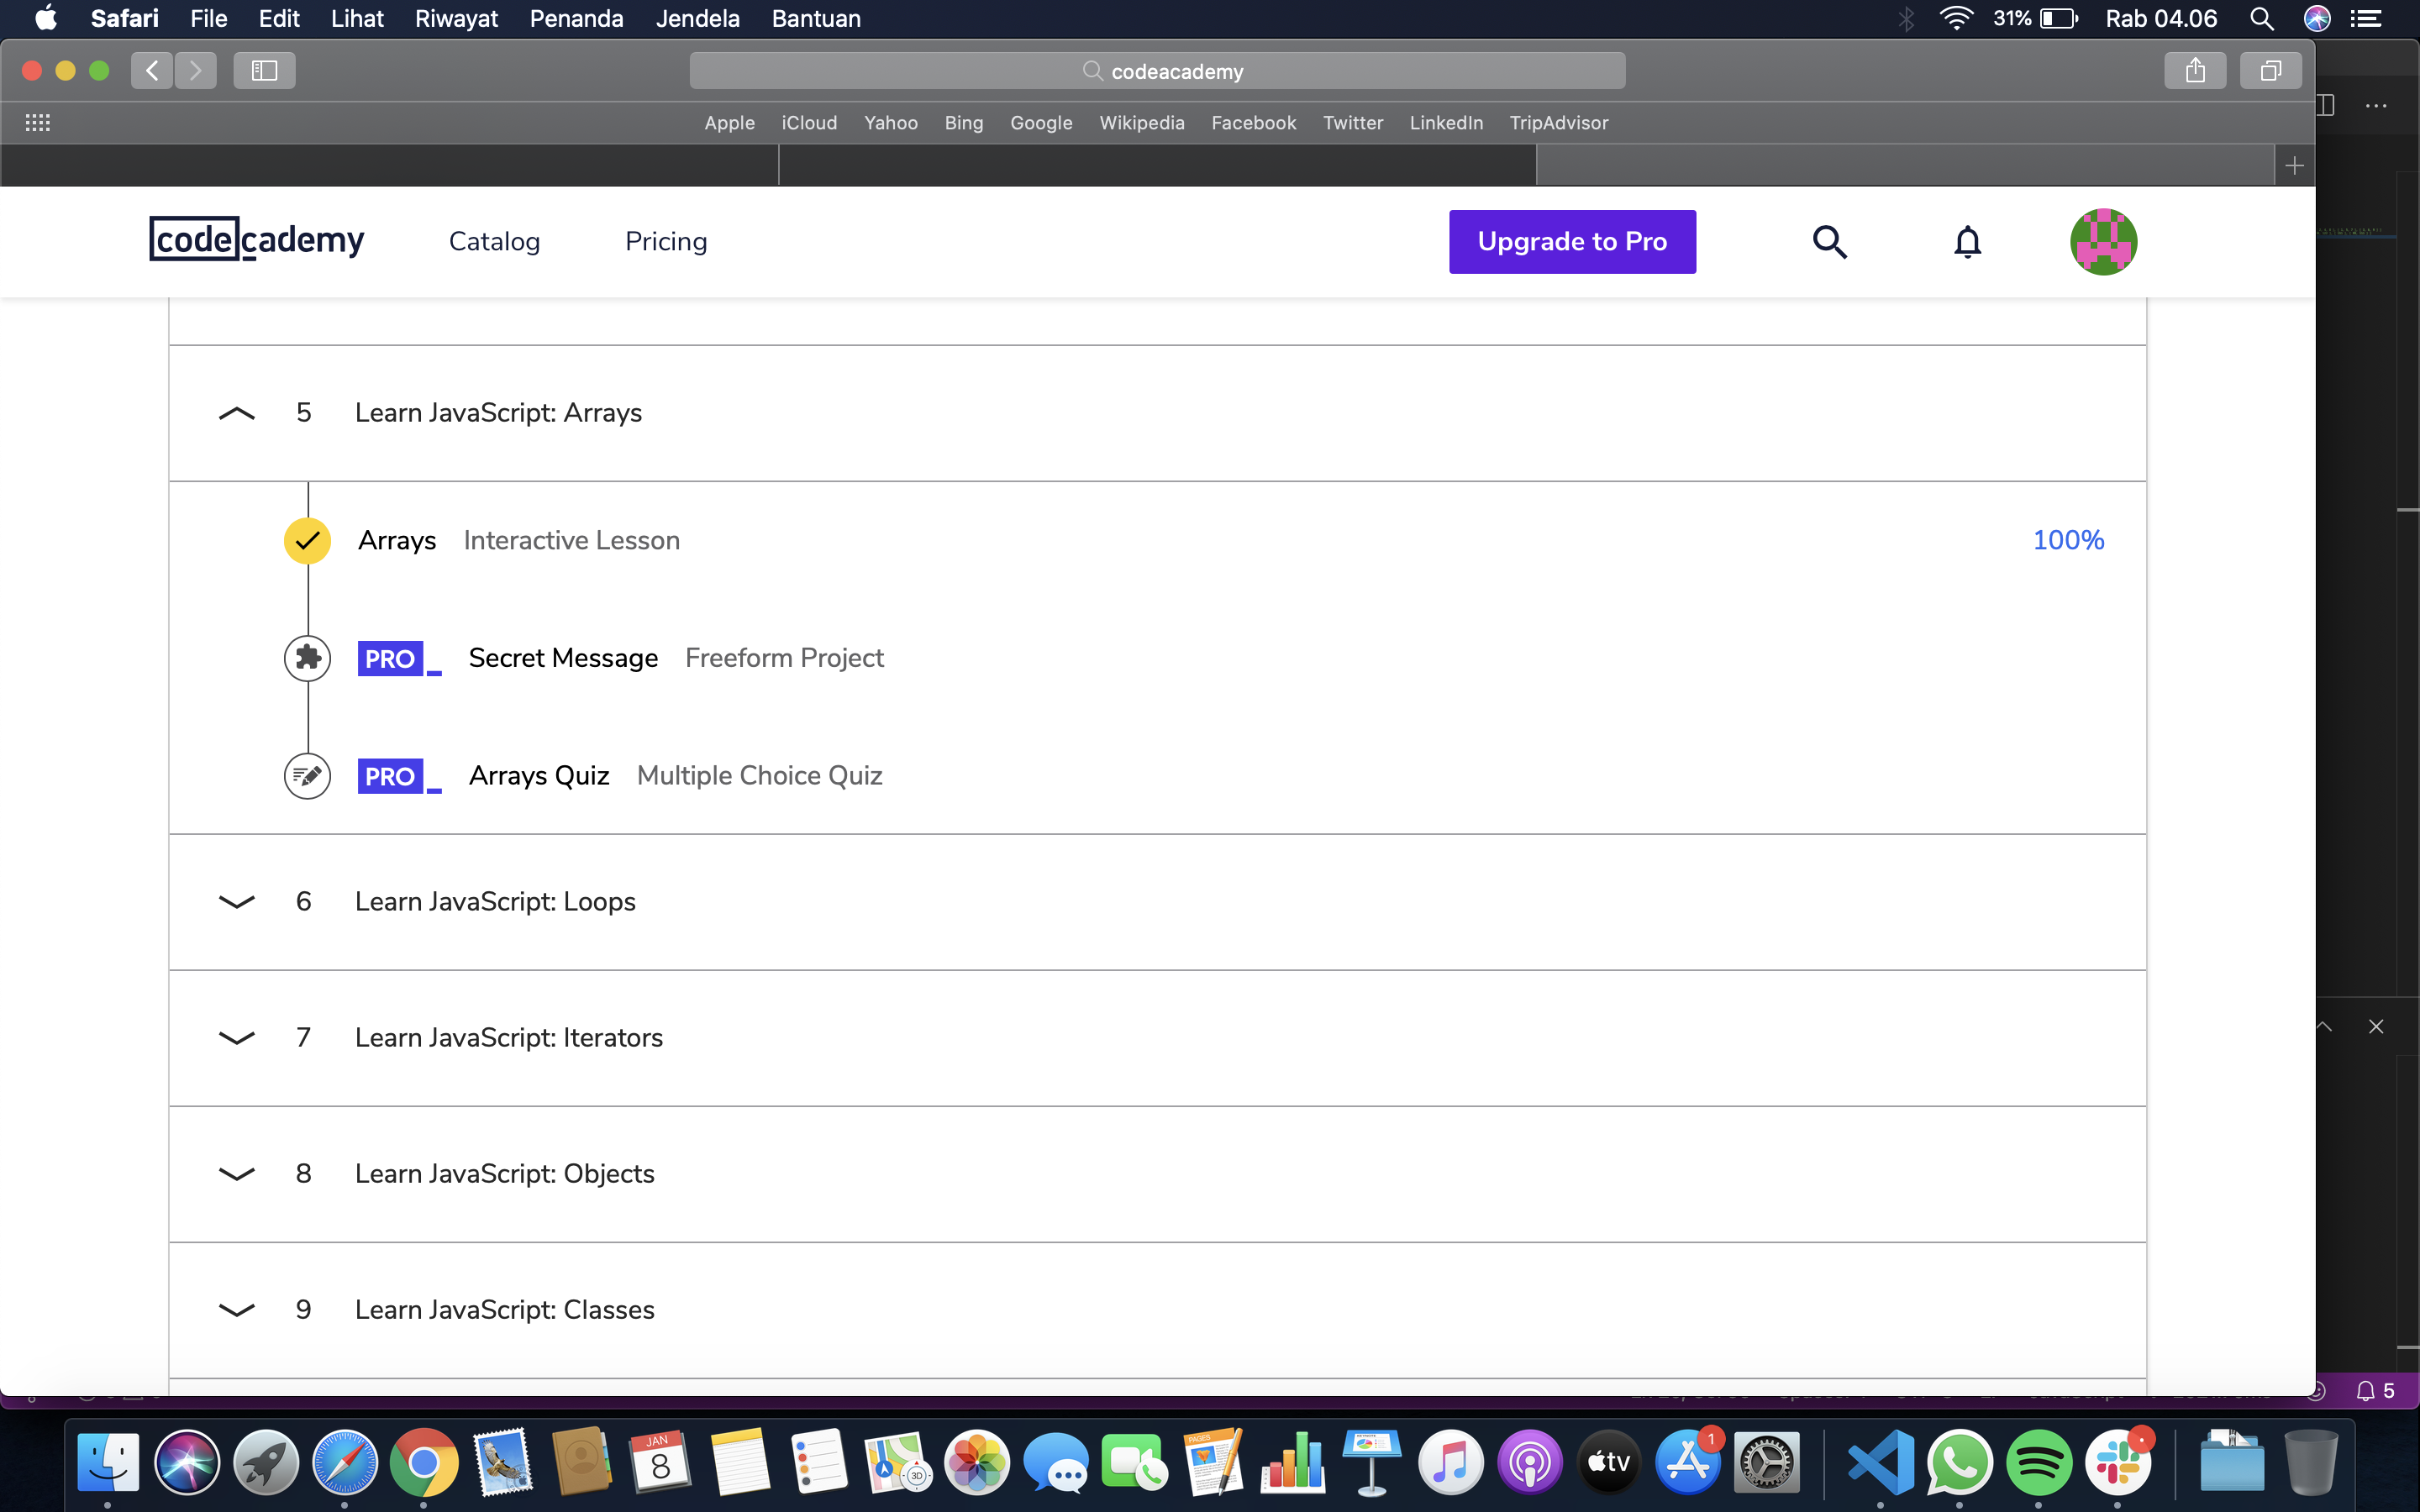 Safari File Edit Lihat Riwayat Penanda Jendela Bantuan 31% Rab 04.06
codeacademy
Apple iCloud Yahoo Bing Google Wikipedia Facebook Twitter LinkedIn TripAdvisor
codecademy Catalog Pricing Upgrade to Pro
5 Learn JavaScript: Arrays
Arrays Interactive Lesson 100%
PRO Secret Message Freeform Project
PRO Arrays Quiz Multiple Choice Quiz
6 Learn JavaScript: Loops
7 Learn JavaScript: Iterators
8 Learn JavaScript: Objects
9 Learn JavaScript: Classes
5
JAN
8
3D
PAGES
tv
1